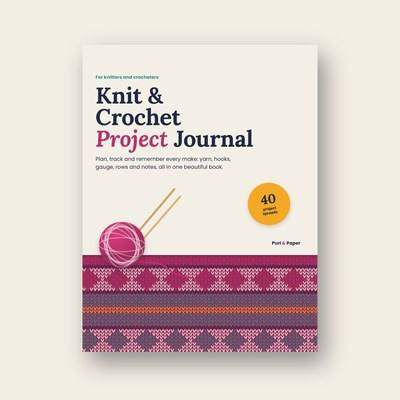 For knitters and crocheters
Knit &
Crochet
Project Journal
Plan, track and remember every make: yarn, hooks,
gauge, rows and notes, all in one beautiful book.
40
project
spreads
Purl & Paper